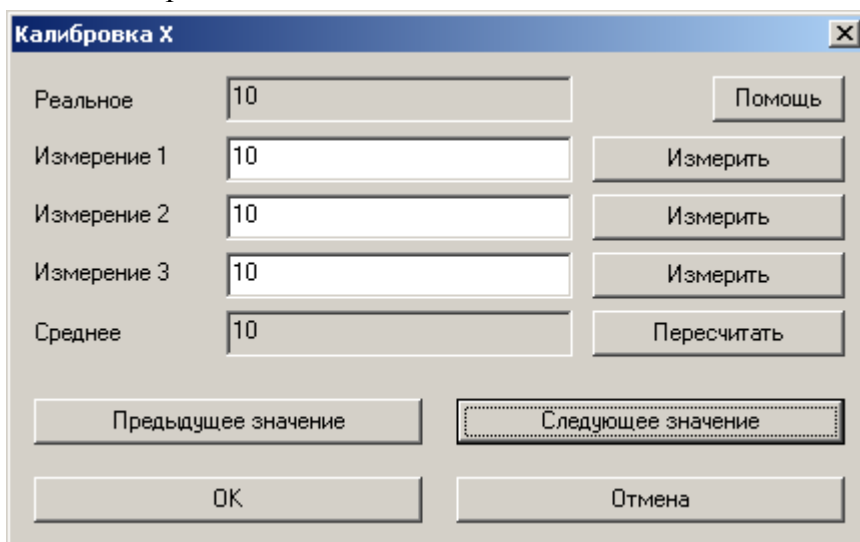 Калибровка X
Реальное 10 Помощь
Измерение 1 10 Измерить
Измерение 2 10 Измерить
Измерение 3 10 Измерить
Среднее 10 Пересчитать
Предыдущее значение Следующее значение
OK Отмена